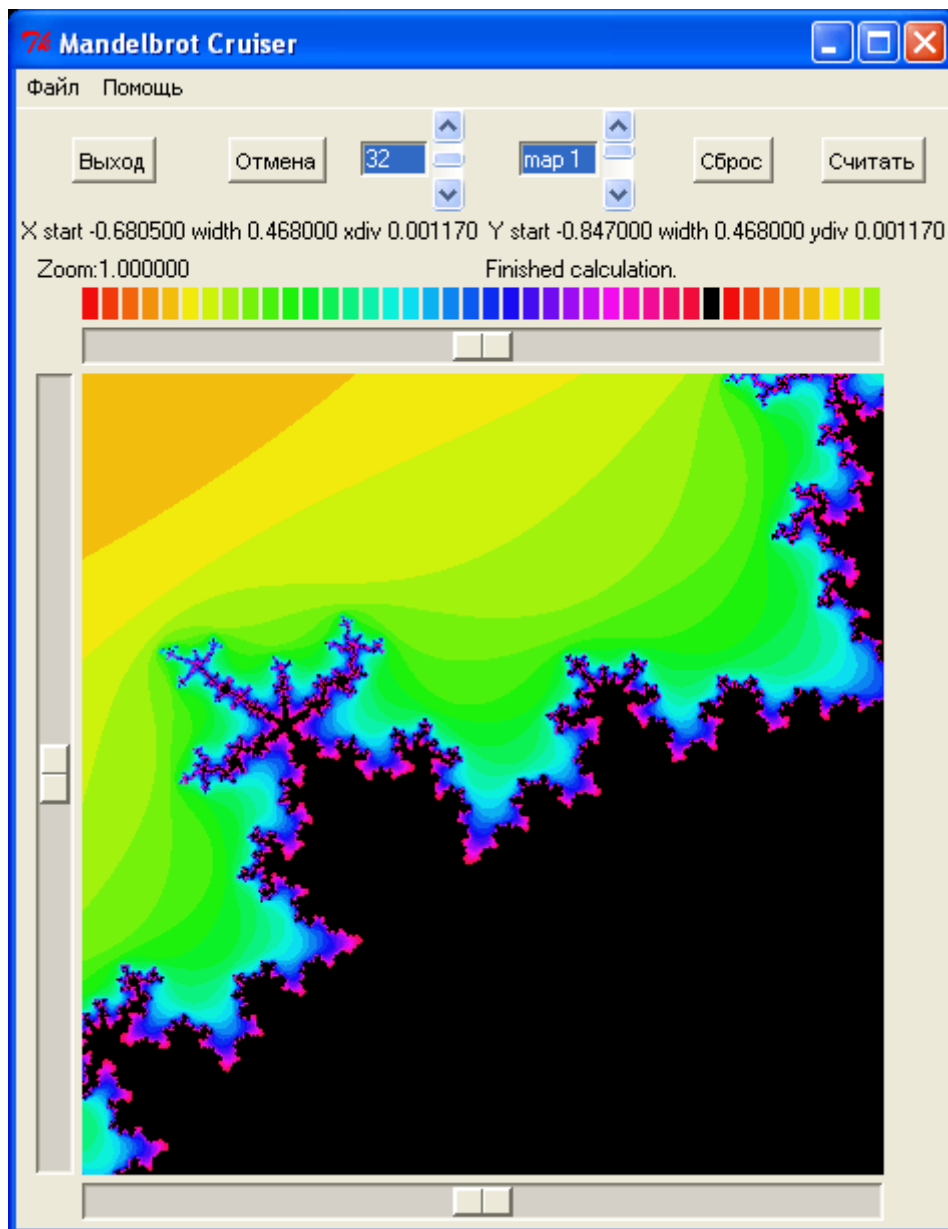 Mandelbrot Cruiser
Файл Помощь
Выход Отмена 32 map 1 Сброс Считать
X start -0.680500 width 0.468000 xdiv 0.001170 Y start -0.847000 width 0.468000 ydiv 0.001170
Zoom:1.000000 Finished calculation.